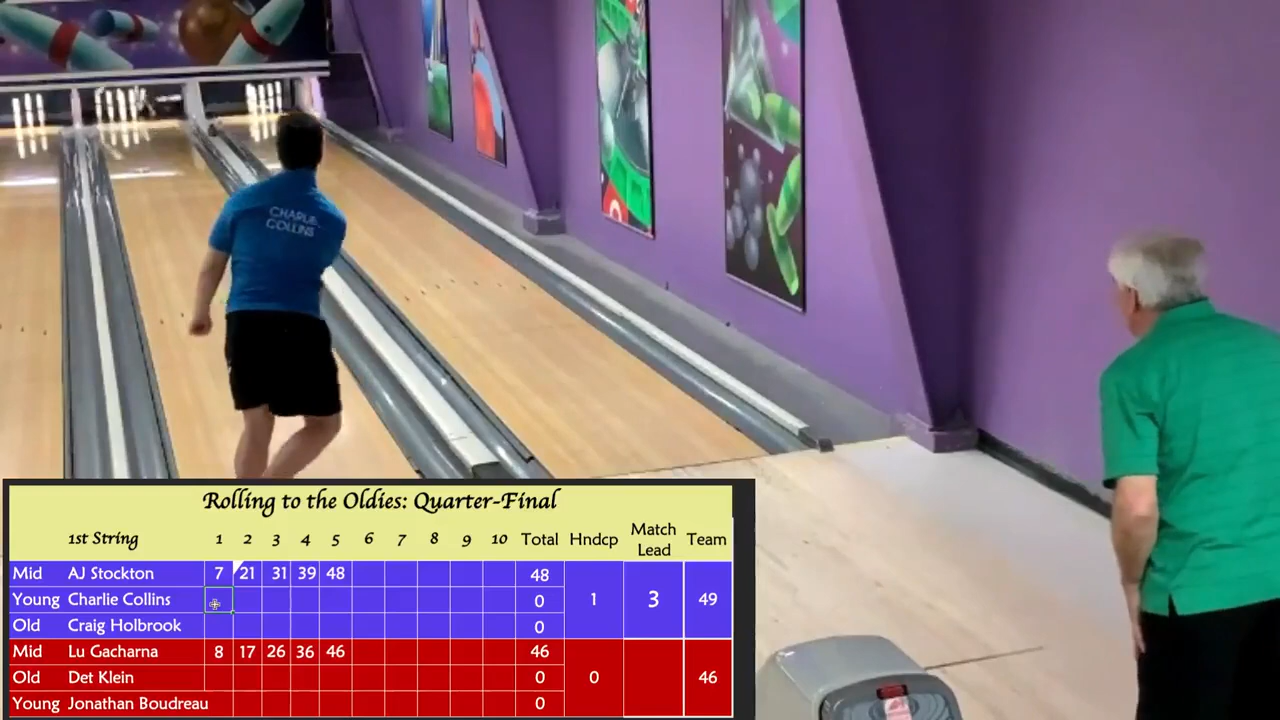 CHARLIE
COLLINS
Rolling to the Oldies: Quarter-Final
1st String 1 2 3 4 5 6 7 8 9 10 Total Hndcp Match Lead Team
Mid AJ Stockton 7 21 31 39 48 48
Young Charlie Collins 0 1 3 49
Old Craig Holbrook 0
Mid Lu Gacharna 8 17 26 36 46 46
Old Det Klein 0 0 46
Young Jonathan Boudreau 0